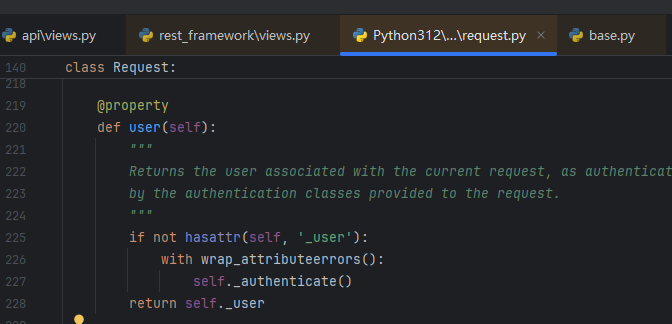 api\views.py rest_framework\views.py Python312\...\request.py × base.py
140 class Request:
218
219 @property
220 def user(self):
221 """
222 Returns the user associated with the current request, as authenticat
223 by the authentication classes provided to the request.
224 """
225 if not hasattr(self, '_user'):
226 with wrap_attributeerrors():
227 self._authenticate()
228 return self._user